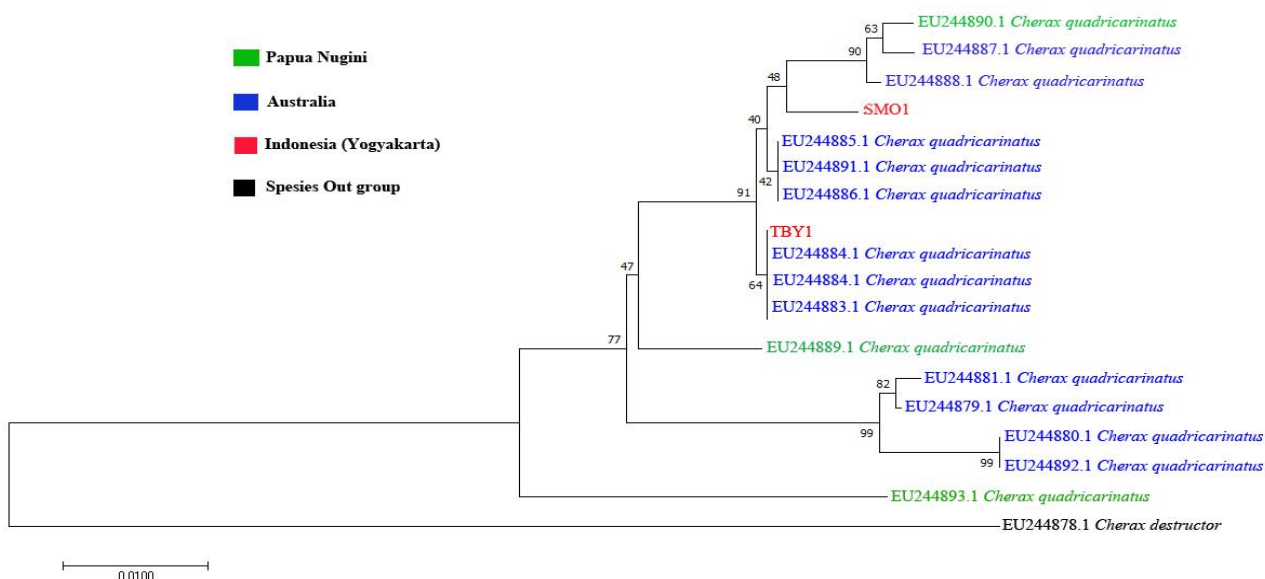 Papua Nugini
Australia
Indonesia (Yogyakarta)
Spesies Out group
63
EU244890.1 Cherax quadricarinatus
90
EU244887.1 Cherax quadricarinatus
48
EU244888.1 Cherax quadricarinatus
SMO1
40
EU244885.1 Cherax quadricarinatus
EU244891.1 Cherax quadricarinatus
42
91
EU244886.1 Cherax quadricarinatus
TBY1
EU244884.1 Cherax quadricarinatus
47
EU244884.1 Cherax quadricarinatus
64
EU244883.1 Cherax quadricarinatus
77
EU244889.1 Cherax quadricarinatus
EU244881.1 Cherax quadricarinatus
82
EU244879.1 Cherax quadricarinatus
99
EU244880.1 Cherax quadricarinatus
99
EU244892.1 Cherax quadricarinatus
EU244893.1 Cherax quadricarinatus
EU244878.1 Cherax destructor
0.0100